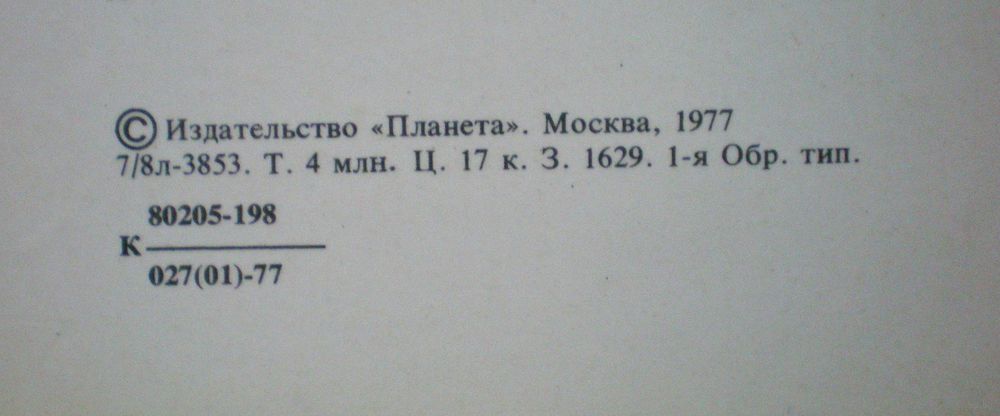 © Издательство «Планета». Москва, 1977
7/8л-3853. Т. 4 млн. Ц. 17 к. З. 1629. 1-я Обр. тип.
80205-198
К
027(01)-77